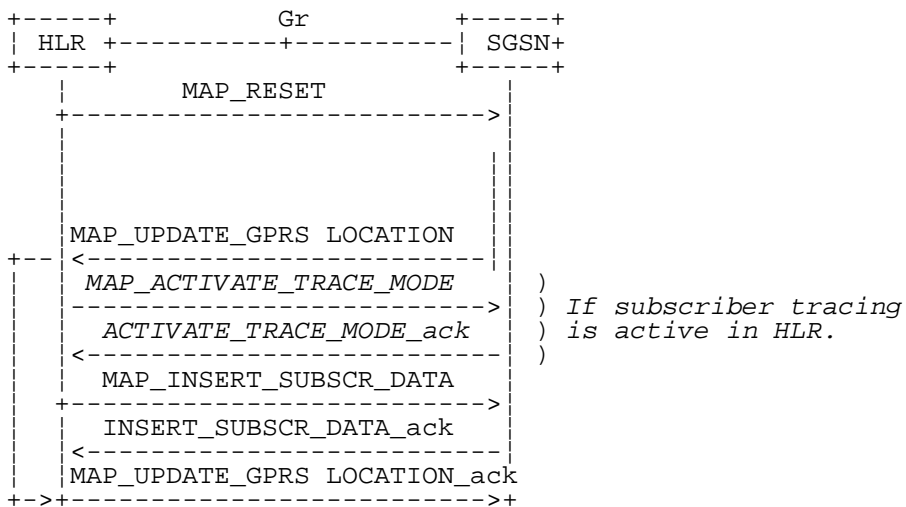 Gr
HLR SGSN
MAP_RESET
MAP_UPDATE_GPRS LOCATION
MAP_ACTIVATE_TRACE_MODE )
) If subscriber tracing
ACTIVATE_TRACE_MODE_ack ) is active in HLR.
)
MAP_INSERT_SUBSCR_DATA
INSERT_SUBSCR_DATA_ack
MAP_UPDATE_GPRS LOCATION_ack